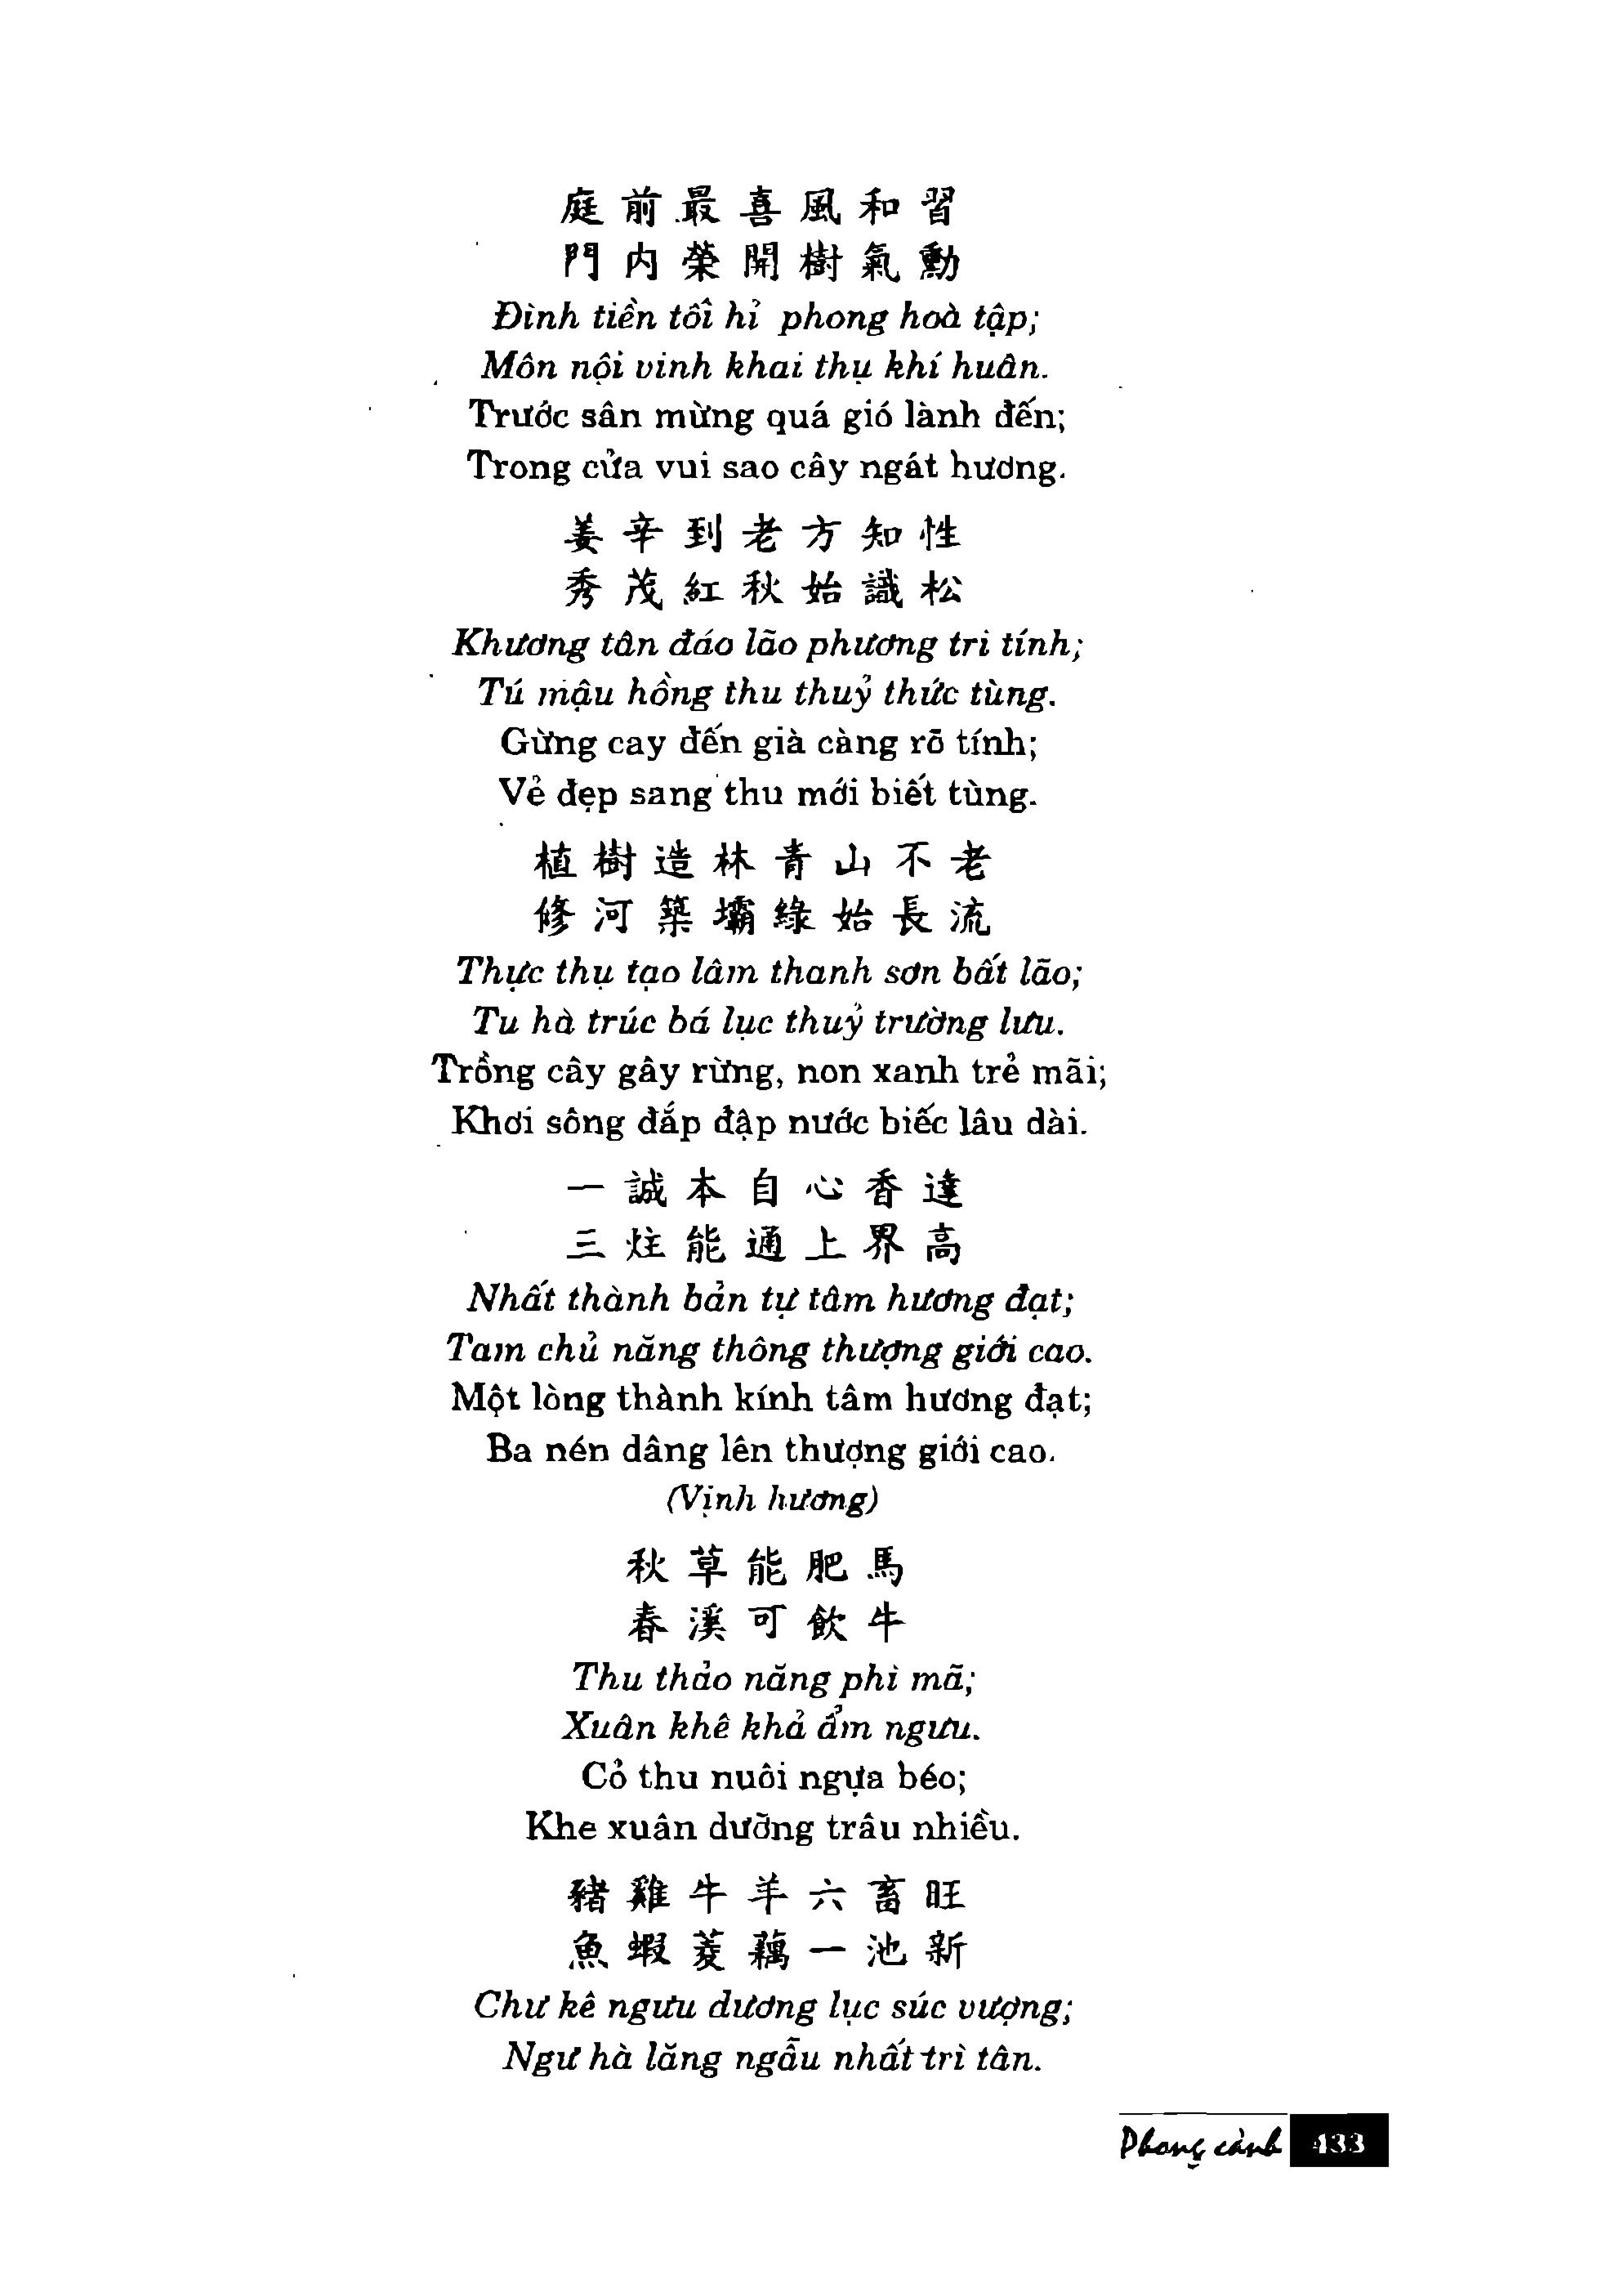 庭前最喜風和習
門内榮開樹氣勳
Đình tiền tối hỉ phong hoà tập;
Môn nội vinh khai thụ khí huân.
Trước sân mừng quá gió lành đến;
Trong cửa vui sao cây ngát hương.
姜辛到老方知性
秀茂紅秋始識松
Khương tân đáo lão phương tri tính;
Tú mậu hồng thu thuỷ thức tùng.
Gừng cay đến già càng rõ tính;
Vẻ đẹp sang thu mới biết tùng.
植樹造林青山不老
修河築壩綠始長流
Thực thụ tạo lâm thanh sơn bất lão;
Tu hà trúc bá lục thuỷ trường lưu.
Trồng cây gây rừng, non xanh trẻ mãi;
Khơi sông đắp đập nước biếc lâu dài.
一誠本自心香達
三炷能通上界高
Nhất thành bản tự tâm hương đạt;
Tam chủ năng thông thượng giới cao.
Một lòng thành kính tâm hương đạt;
Ba nén dâng lên thượng giới cao.
(Vịnh hương)
秋草能肥馬
春溪可飲牛
Thu thảo năng phì mã;
Xuân khê khả ẩm ngưu.
Cỏ thu nuôi ngựa béo;
Khe xuân dưỡng trâu nhiều.
豬雞牛羊六畜旺
魚蝦菱藕一池新
Chư kê ngưu dương lục súc vượng;
Ngư hà lăng ngẫu nhất trì tân.
Phong cảnh 433